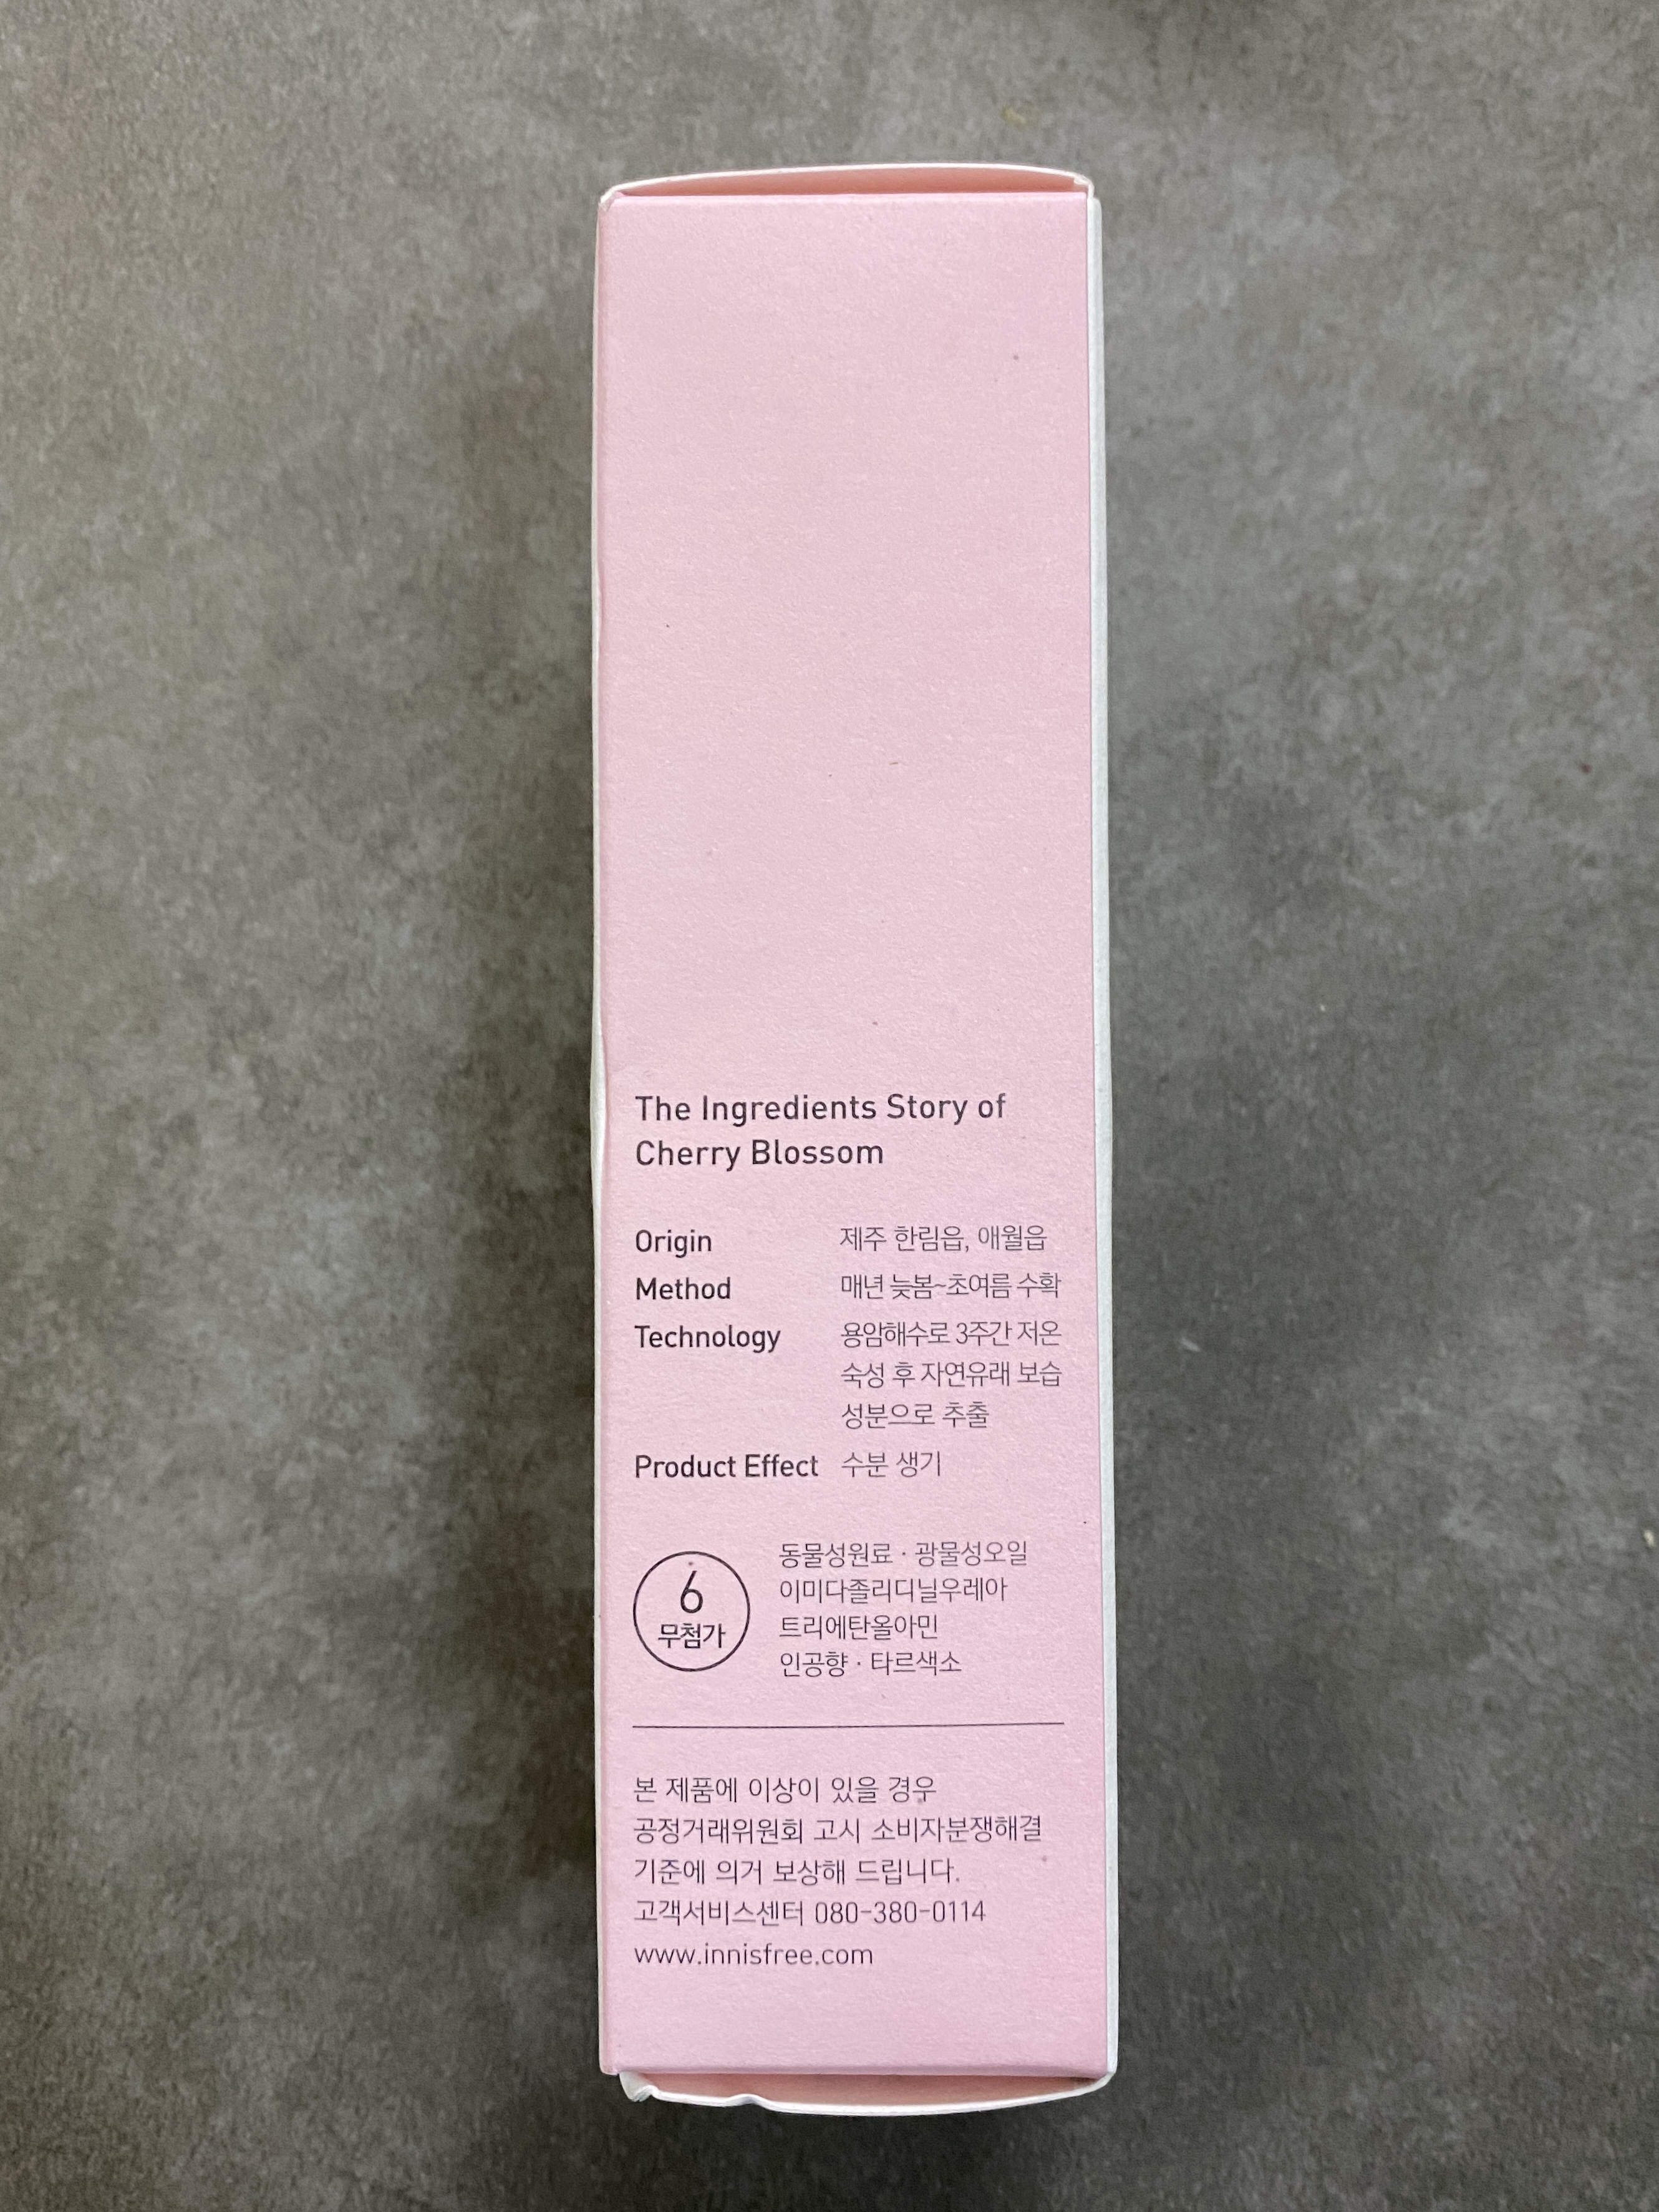 The Ingredients Story of
Cherry Blossom
Origin 제주 한림읍, 애월읍
Method 매년 늦봄~초여름 수확
Technology 용암해수로 3주간 저온
숙성 후 자연유래 보습
성분으로 추출
Product Effect 수분 생기
6
무첨가
동물성원료 · 광물성오일
이미다졸리디닐우레아
트리에탄올아민
인공향 · 타르색소
본 제품에 이상이 있을 경우
공정거래위원회 고시 소비자분쟁해결
기준에 의거 보상해 드립니다.
고객서비스센터 080-380-0114
www.innisfree.com